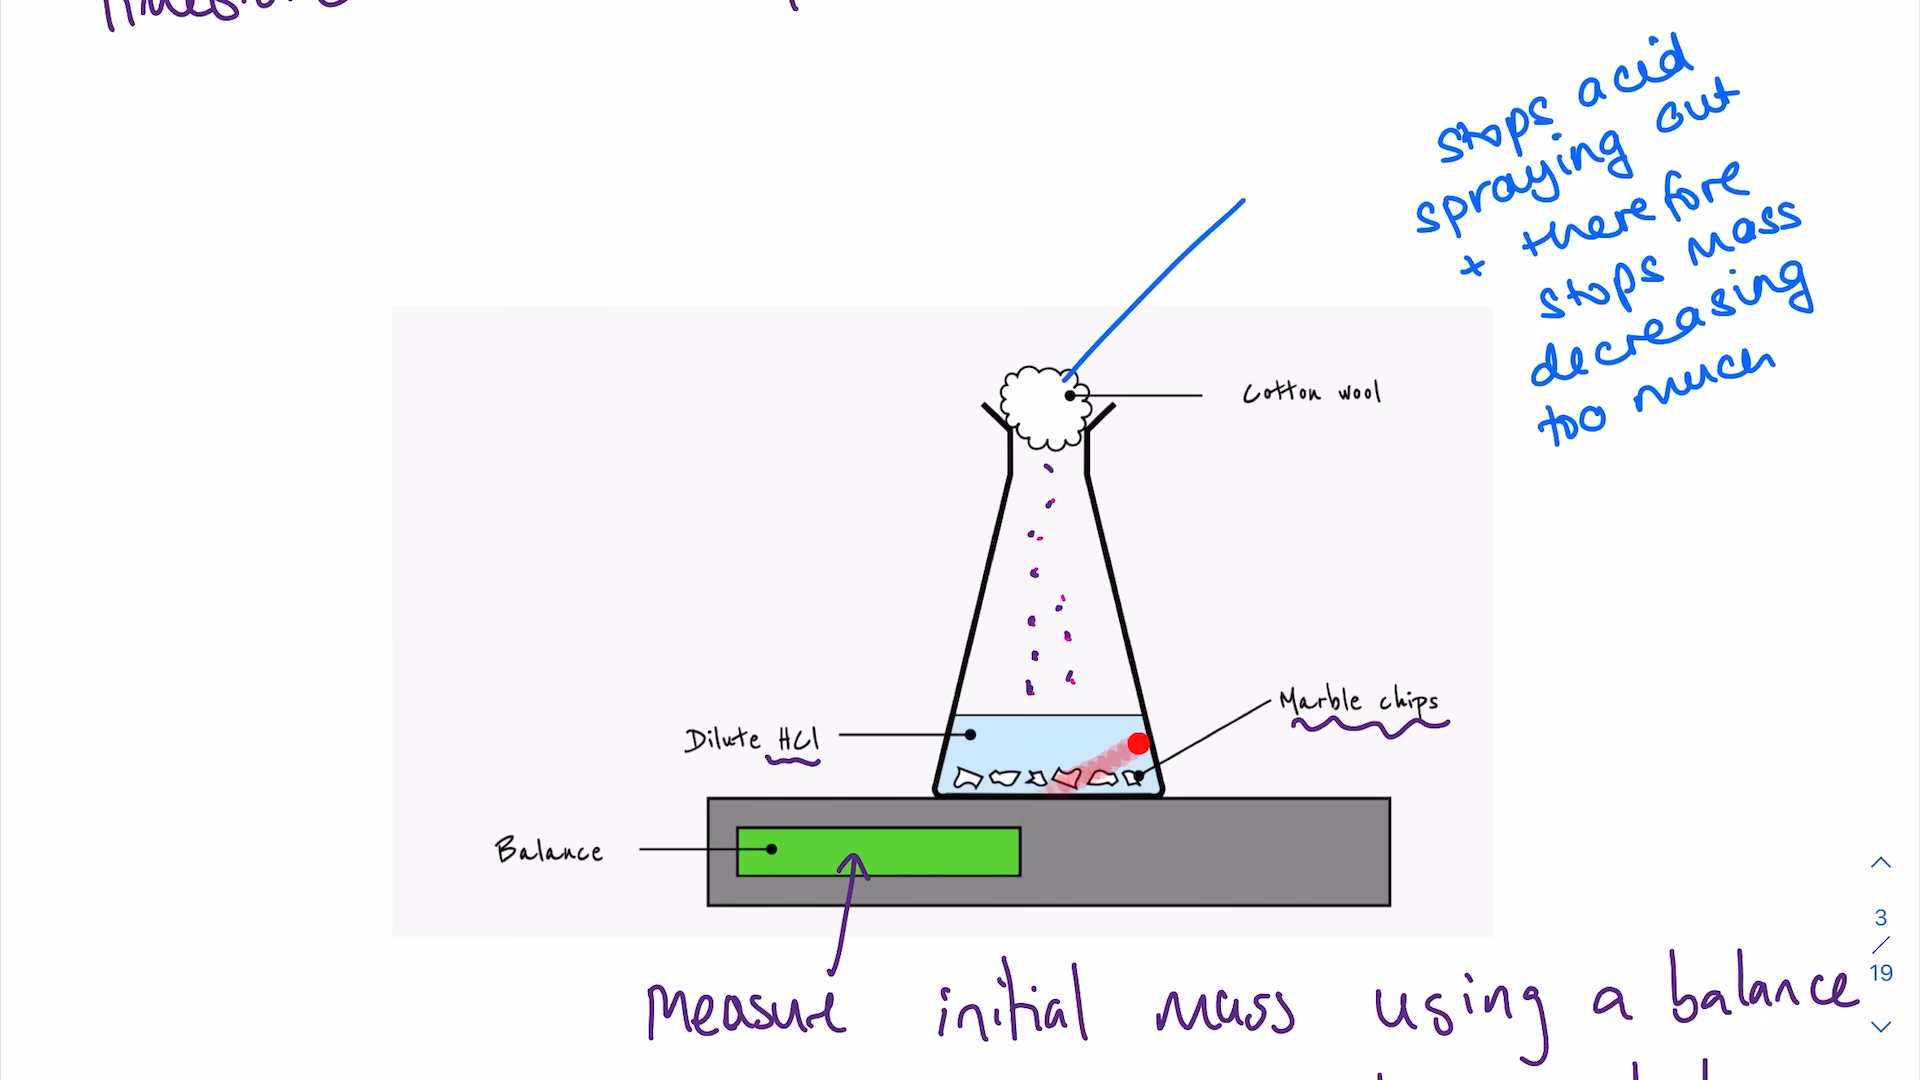 stops acid
spraying out
+ therefore
stops mass
decreasing
too much
Cotton wool
Marble chips
Dilute HCl
Balance
3
/
19
Measure initial mass using a balance